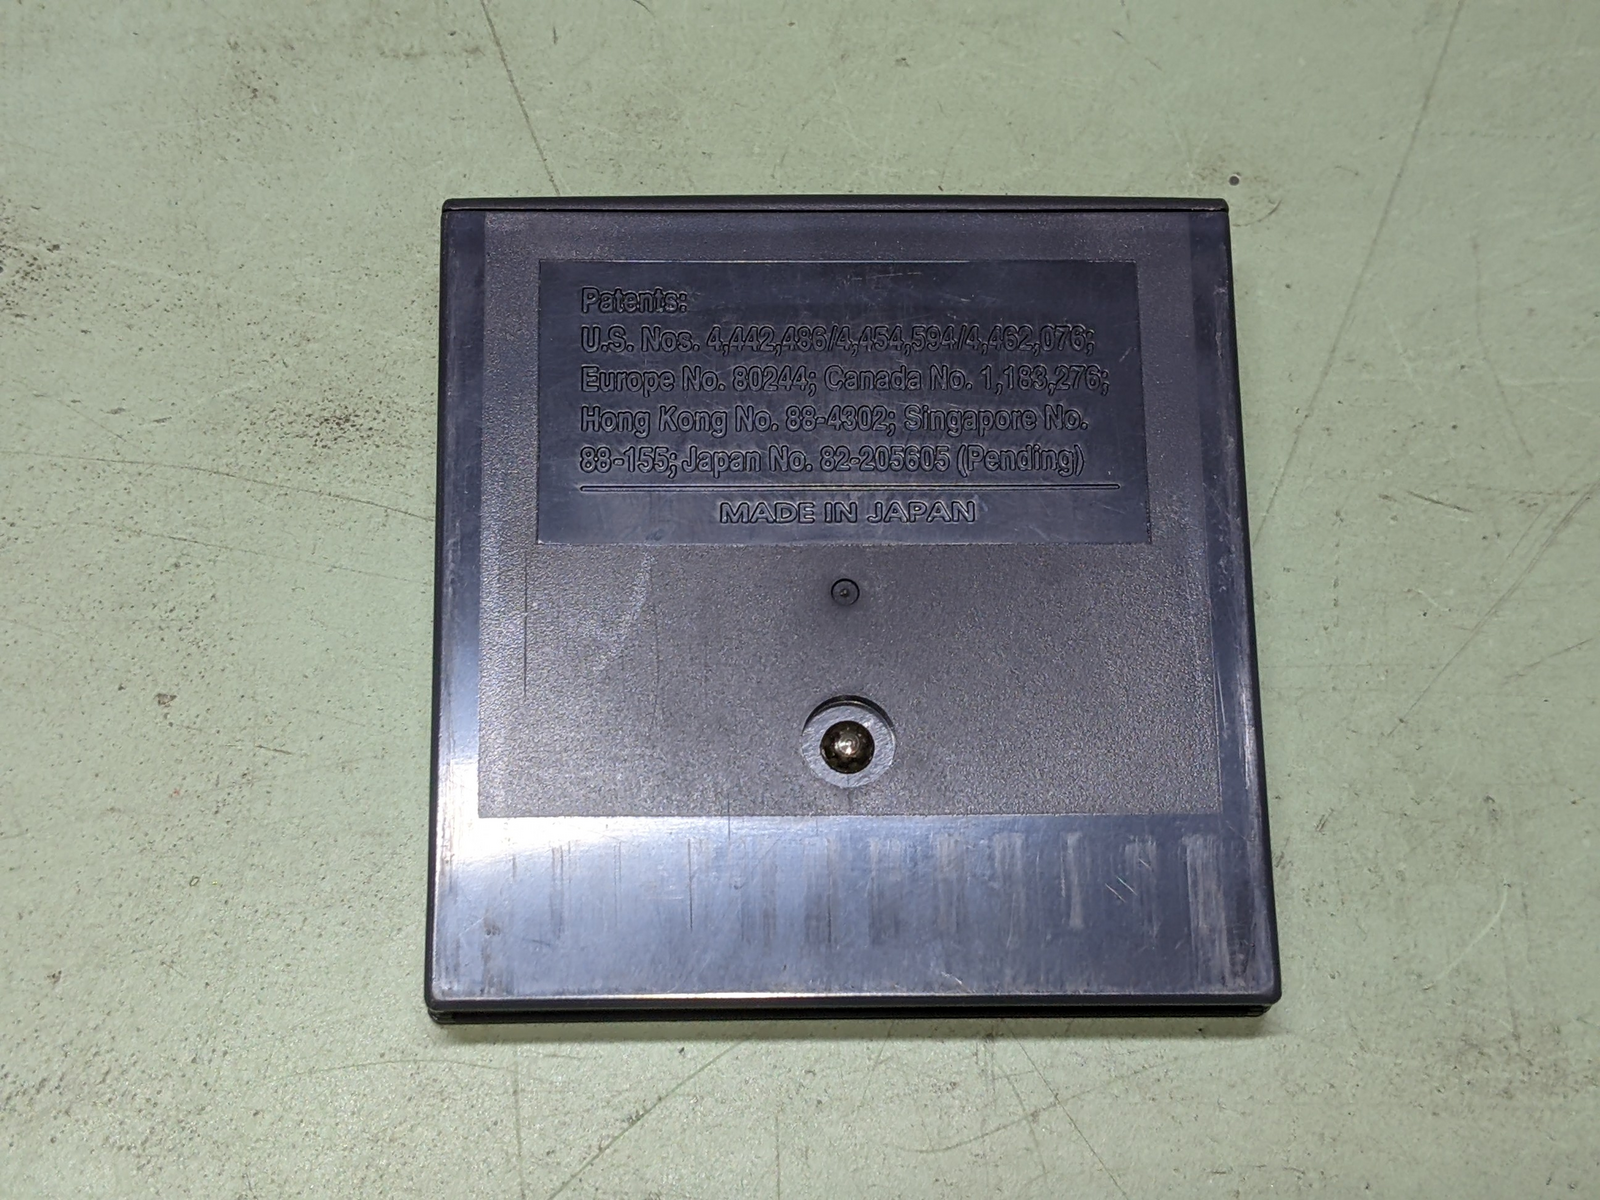 Patents:
U.S. Nos. 4,442,486/4,454,594/4,462,076;
Europe No. 80244; Canada No. 1,183,276;
Hong Kong No. 88-4302; Singapore No.
88-155; Japan No. 82-205605 (Pending)
MADE IN JAPAN